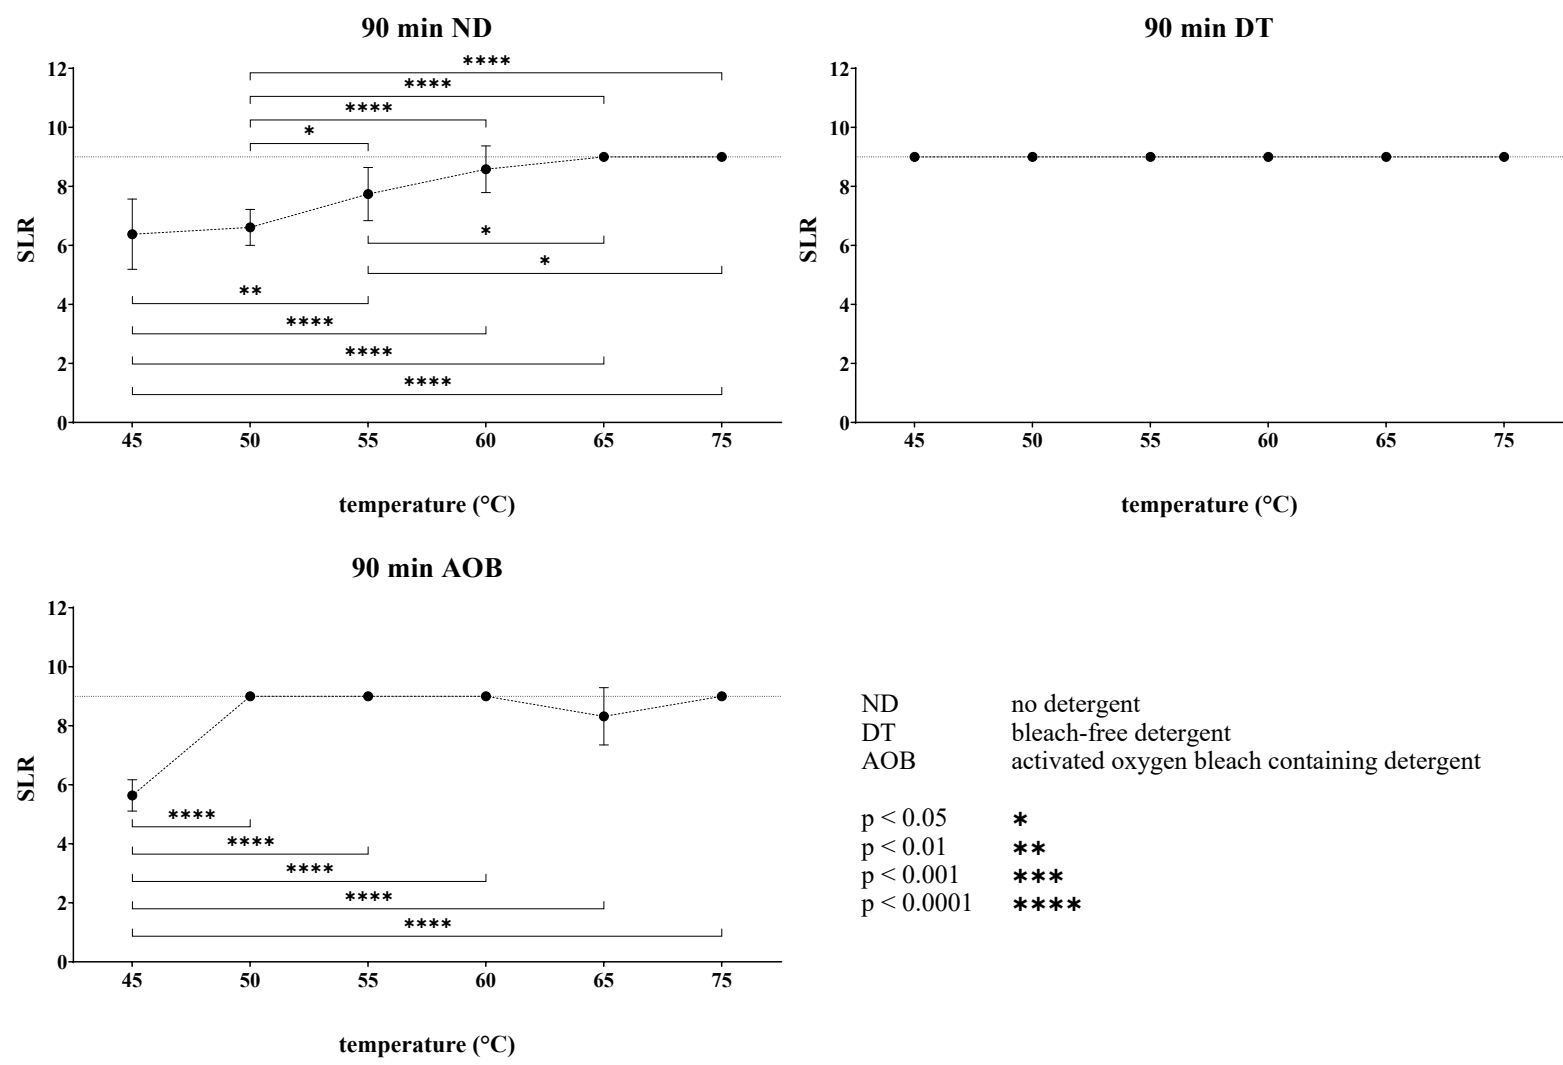 90 min ND
SLR
12
10
8
6
4
2
0
****
****
****
*
*
*
**
****
****
****
45 50 55 60 65 75
temperature (°C)
90 min DT
SLR
12
10
8
6
4
2
0
45 50 55 60 65 75
temperature (°C)
90 min AOB
SLR
12
10
8
6
4
2
0
****
****
****
****
****
45 50 55 60 65 75
temperature (°C)
ND no detergent
DT bleach-free detergent
AOB activated oxygen bleach containing detergent
p < 0.05 *
p < 0.01 **
p < 0.001 ***
p < 0.0001 ****